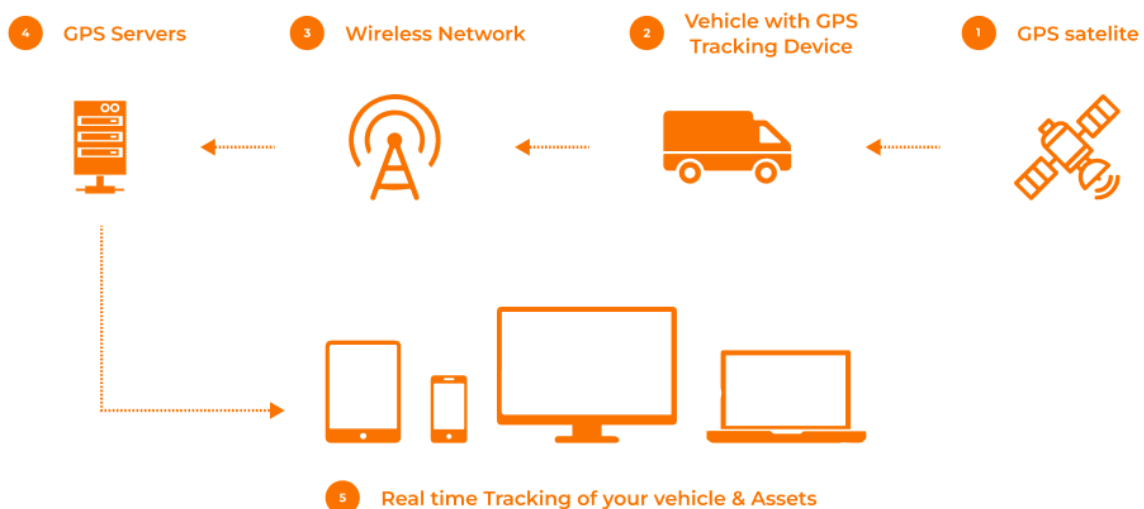 4 GPS Servers
3 Wireless Network
2 Vehicle with GPS
Tracking Device
1 GPS satelite
5 Real time Tracking of your vehicle & Assets